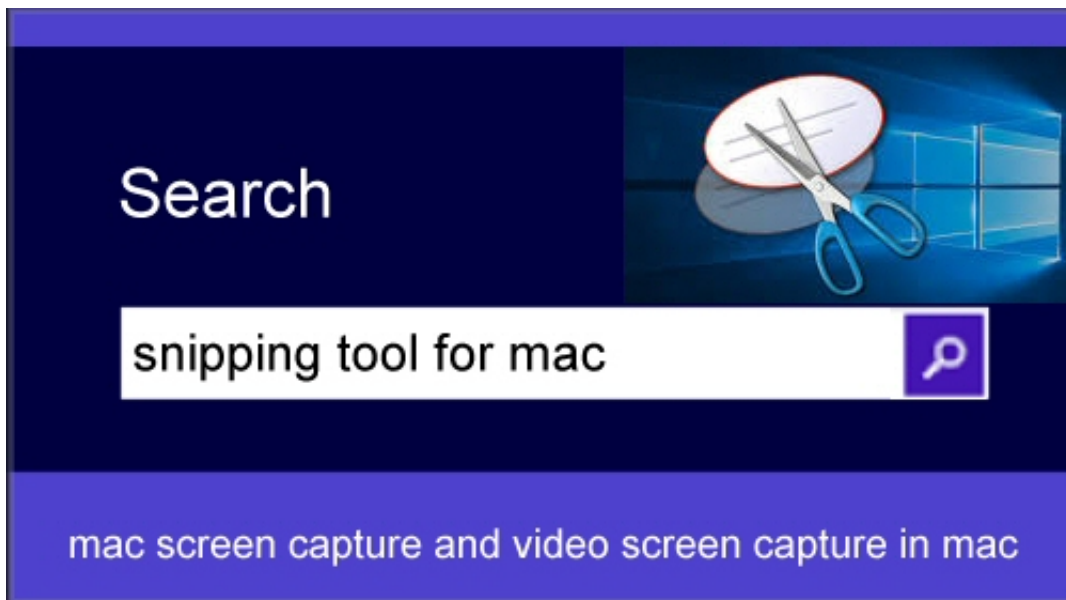 Search
snipping tool for mac
mac screen capture and video screen capture in mac